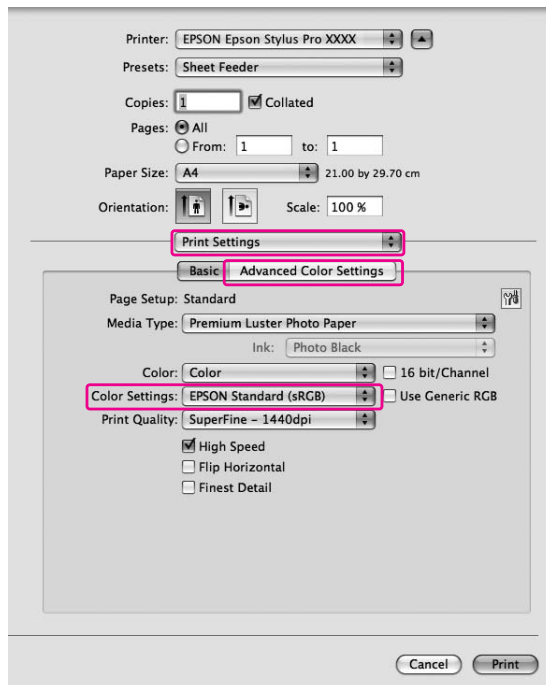 Printer: EPSON Epson Stylus Pro XXXX
Presets: Sheet Feeder
Copies: 1 Collated
Pages: All
From: 1 to: 1
Paper Size: A4 21.00 by 29.70 cm
Orientation: Scale: 100 %
Print Settings
Basic Advanced Color Settings
Page Setup: Standard
Media Type: Premium Luster Photo Paper
Ink: Photo Black
Color: Color 16 bit/Channel
Color Settings: EPSON Standard (sRGB) Use Generic RGB
Print Quality: SuperFine - 1440dpi
High Speed
Flip Horizontal
Finest Detail
Cancel Print